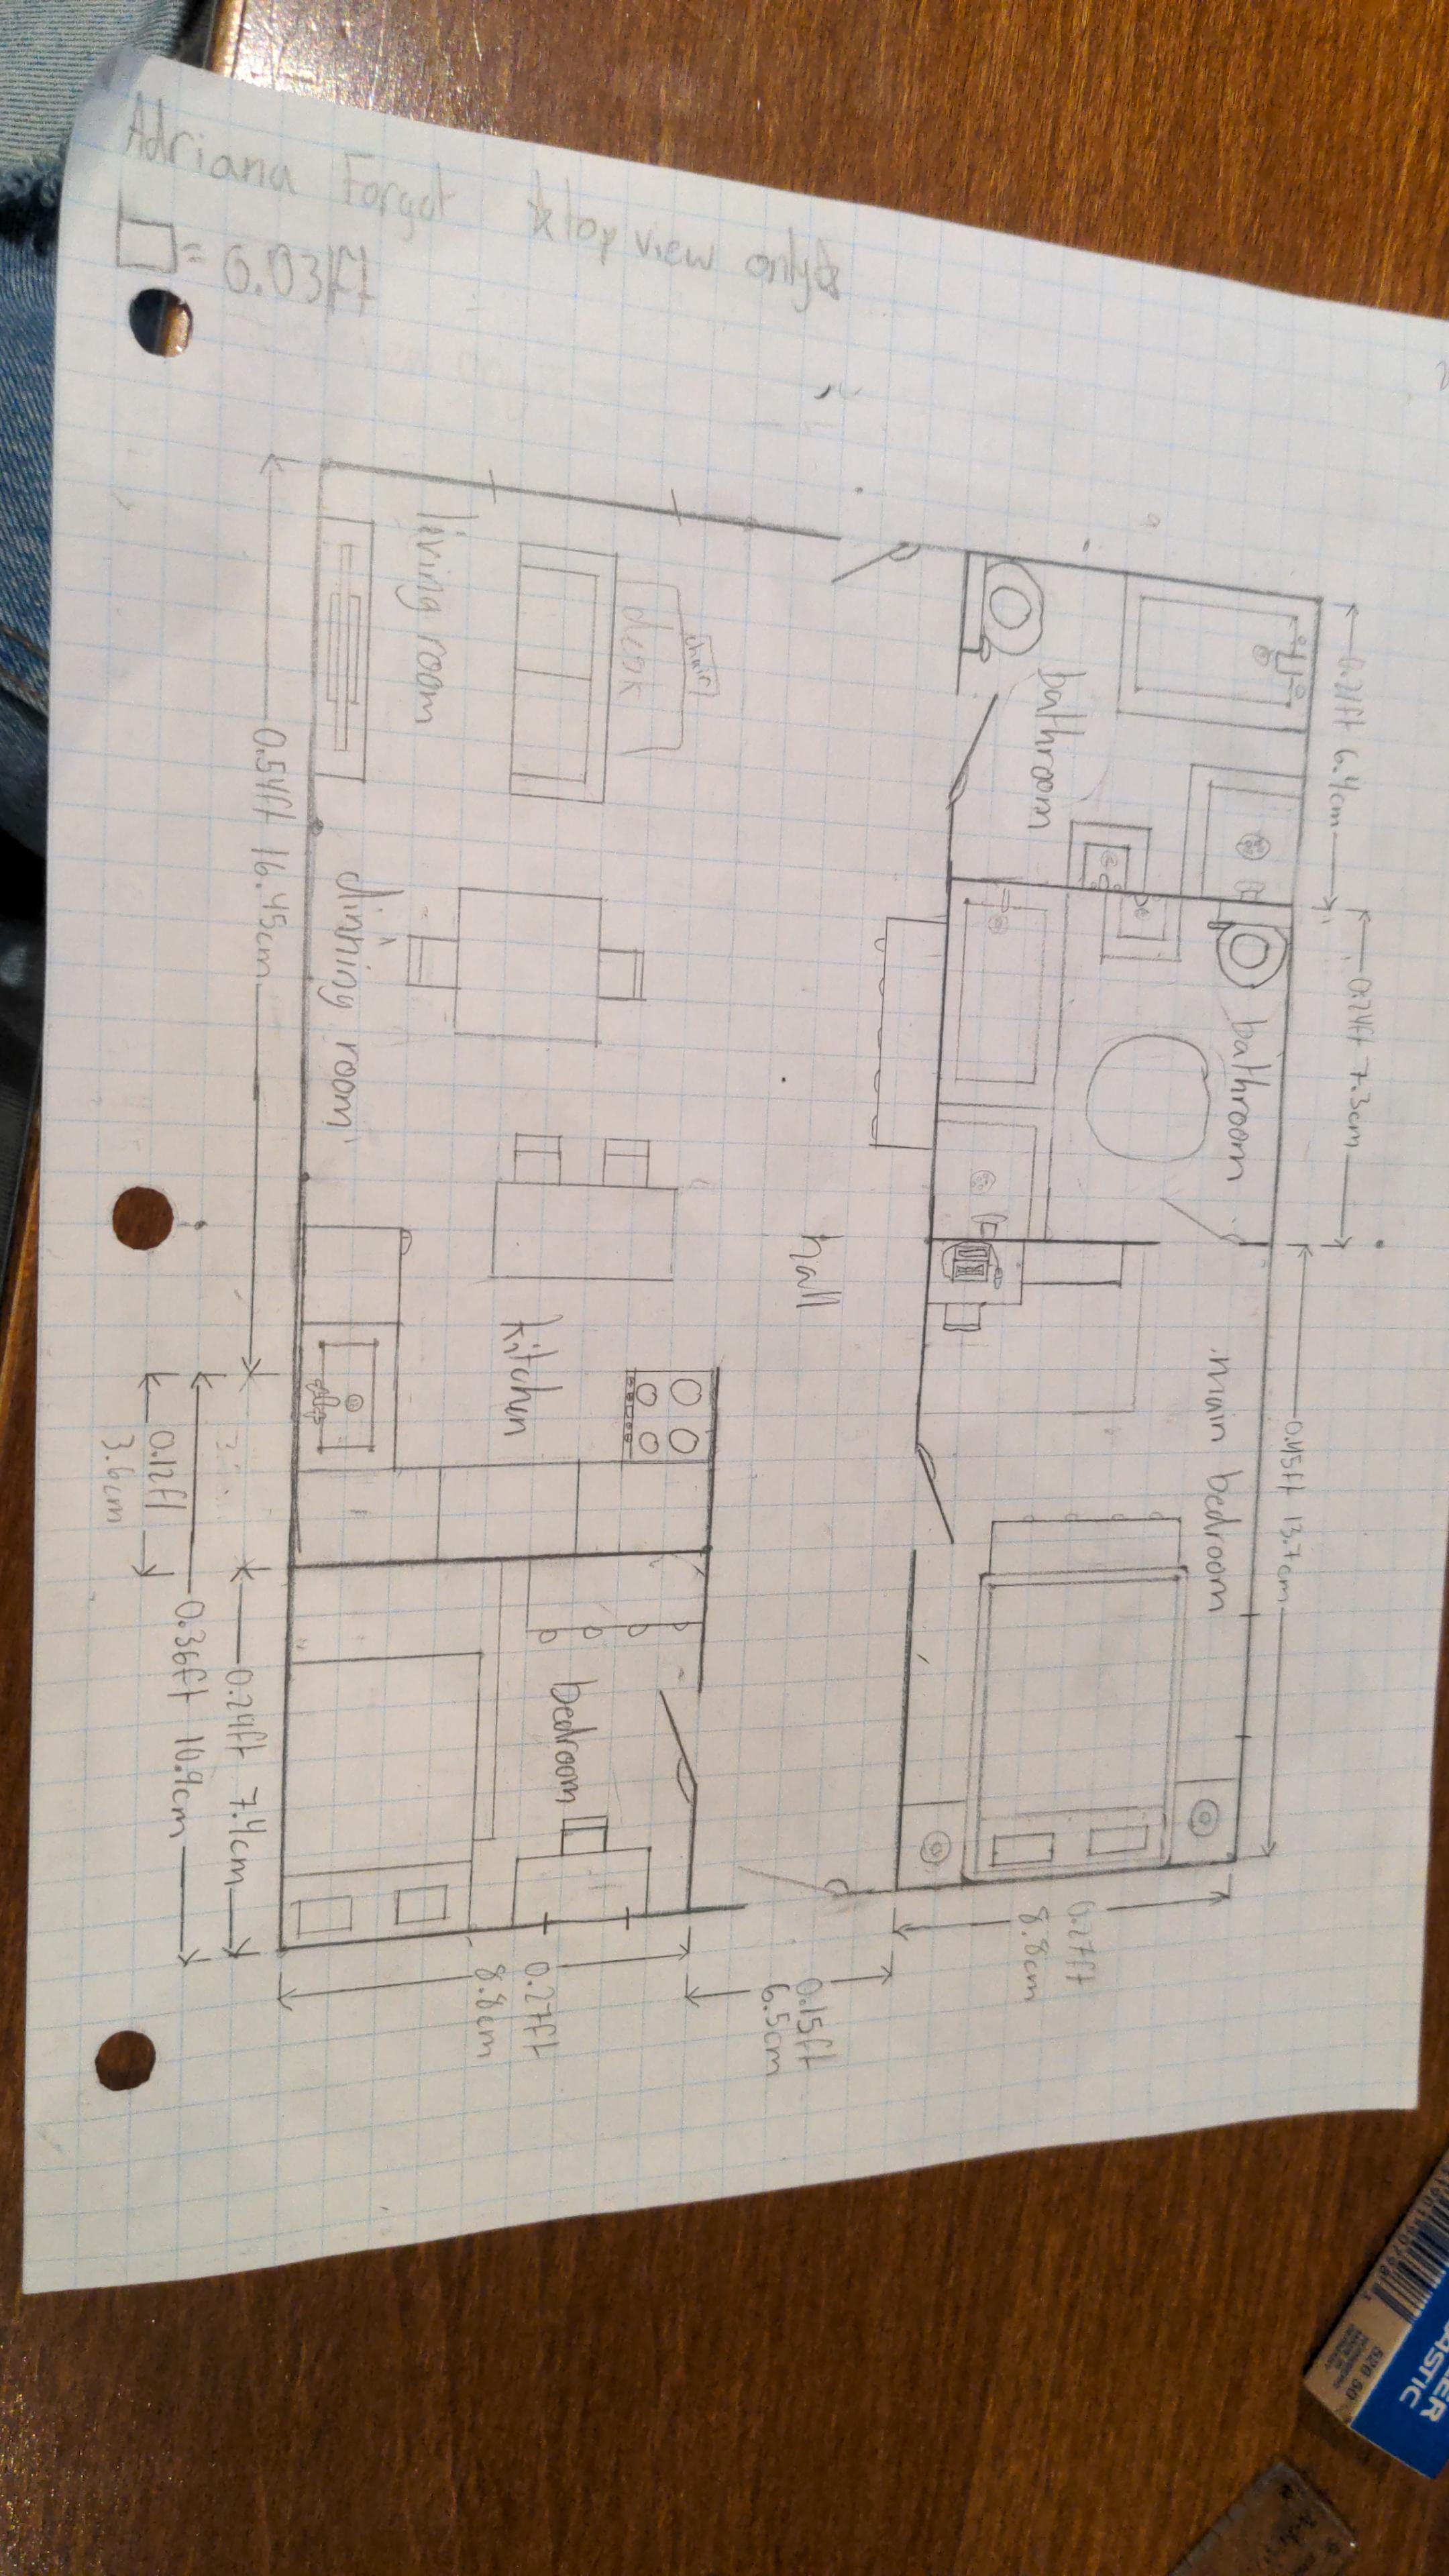 Adriana Forgot ☆top view only☆
☐ = 0.03ft
0.21ft 6.4cm
0.24ft 7.3cm
0.45ft 13.7cm
bathroom
bathroom
main bedroom
living room
desk
chair
dinning room
hall
kitchen
bedroom
0.54ft 16.45cm
0.12ft
3.6cm
0.24ft 7.4cm
0.36ft 10.9cm
0.27ft
8.8cm
0.15ft
6.5cm
0.27ft
8.8cm
STIC
526 50